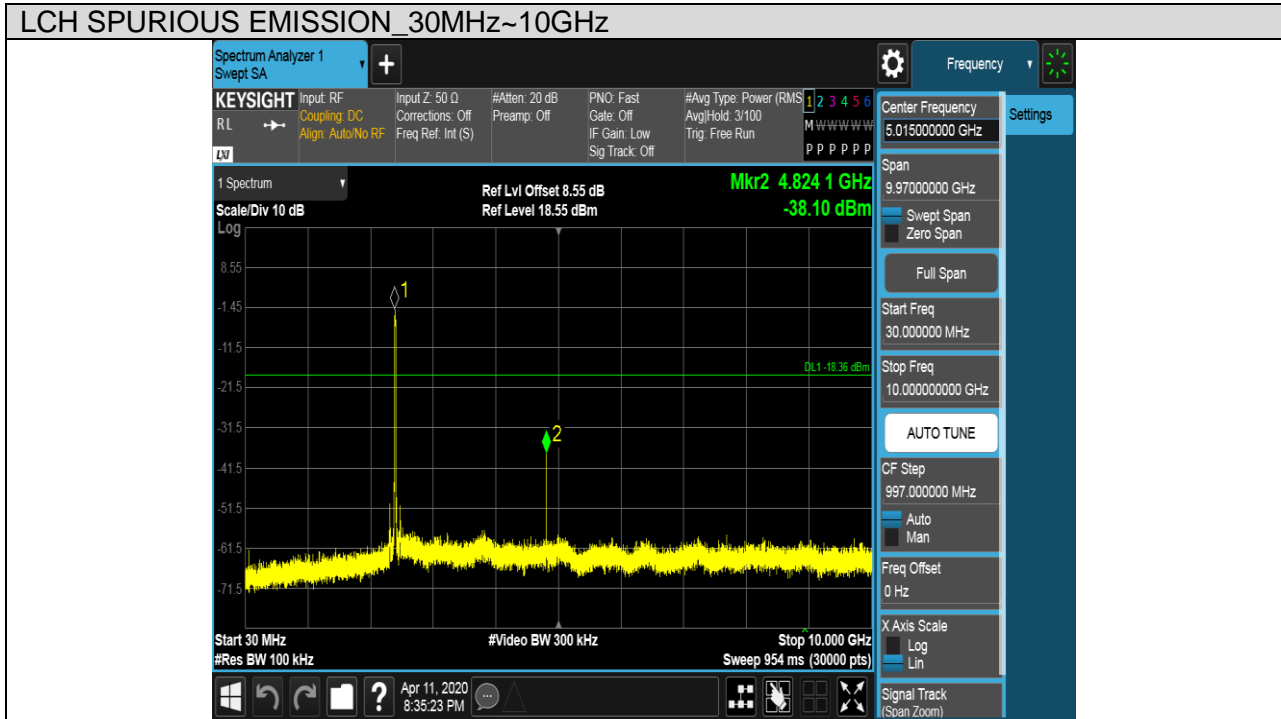 LCH SPURIOUS EMISSION_30MHz~10GHz
Spectrum Analyzer 1
Swept SA
+
Frequency
KEYSIGHT
RL
LXI
Input: RF
Coupling: DC
Align: Auto/No RF
Input Z: 50 Ω
Corrections: Off
Freq Ref: Int (S)
#Atten: 20 dB
Preamp: Off
PNO: Fast
Gate: Off
IF Gain: Low
Sig Track: Off
#Avg Type: Power (RMS
Avg|Hold: 3/100
Trig: Free Run
1 2 3 4 5 6
M W W W W W
P P P P P P
1 Spectrum
Scale/Div 10 dB
Ref Lvl Offset 8.55 dB
Ref Level 18.55 dBm
Mkr2 4.824 1 GHz
-38.10 dBm
Log
8.55
-1.45
-11.5
-21.5
-31.5
-41.5
-51.5
-61.5
-71.5
1
2
DL1 -18.36 dBm
Start 30 MHz
#Res BW 100 kHz
#Video BW 300 kHz
Stop 10.000 GHz
Sweep 954 ms (30000 pts)
Center Frequency
5.015000000 GHz
Settings
Span
9.97000000 GHz
Swept Span
Zero Span
Full Span
Start Freq
30.000000 MHz
Stop Freq
10.000000000 GHz
AUTO TUNE
CF Step
997.000000 MHz
Auto
Man
Freq Offset
0 Hz
X Axis Scale
Log
Lin
Signal Track
(Span Zoom)
?
Apr 11, 2020
8:35:23 PM